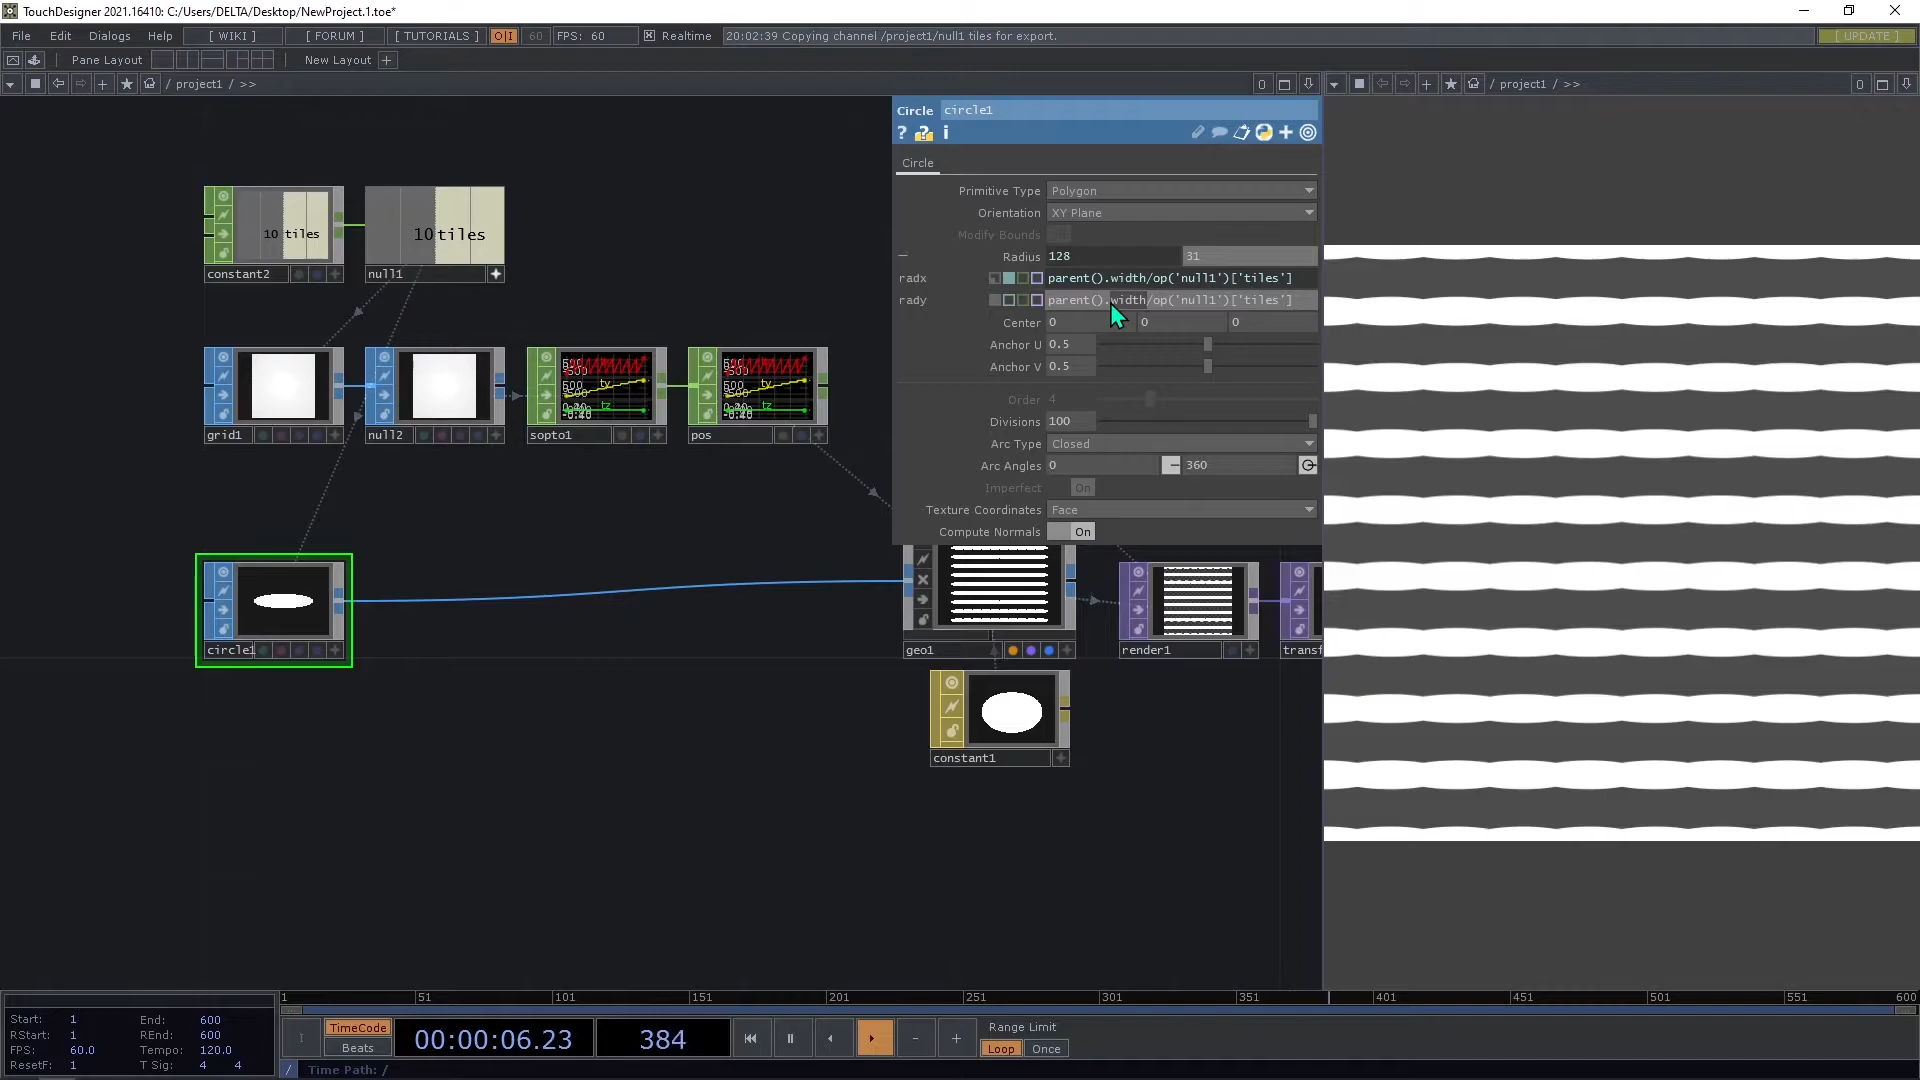 TouchDesigner 2021.16410: C:/Users/DELTA/Desktop/NewProject.1.toe*
File Edit Dialogs Help [ WIKI ] [ FORUM ] [ TUTORIALS ] O|I 60 FPS: 60 Realtime 20:02:39 Copying channel /project1/null1 tiles for export. [ UPDATE ]
Pane Layout New Layout +
/ project1 / >> 0 / project1 / >> 0
Circle circle1
? ? i
Circle
Primitive Type Polygon
Orientation XY Plane
Modify Bounds
Radius 128 31
radx parent().width/op('null1')['tiles']
rady parent().width/op('null1')['tiles']
Center 0 0 0
Anchor U 0.5
Anchor V 0.5
Order 4
Divisions 100
Arc Type Closed
Arc Angles 0 360
Imperfect On
Texture Coordinates Face
Compute Normals On
10 tiles
10 tiles
constant2 null1
tv
tz
tv
tz
grid1 null2 sopto1 pos
circle1 geo1 render1 transf
constant1
1 51 101 151 201 251 301 351 401 451 501 551 600
Start: 1 End: 600
RStart: 1 REnd: 600
FPS: 60.0 Tempo: 120.0
ResetF: 1 T Sig: 4 4
TimeCode
Beats
00:00:06.23 384
Range Limit
Loop Once
/ Time Path: /